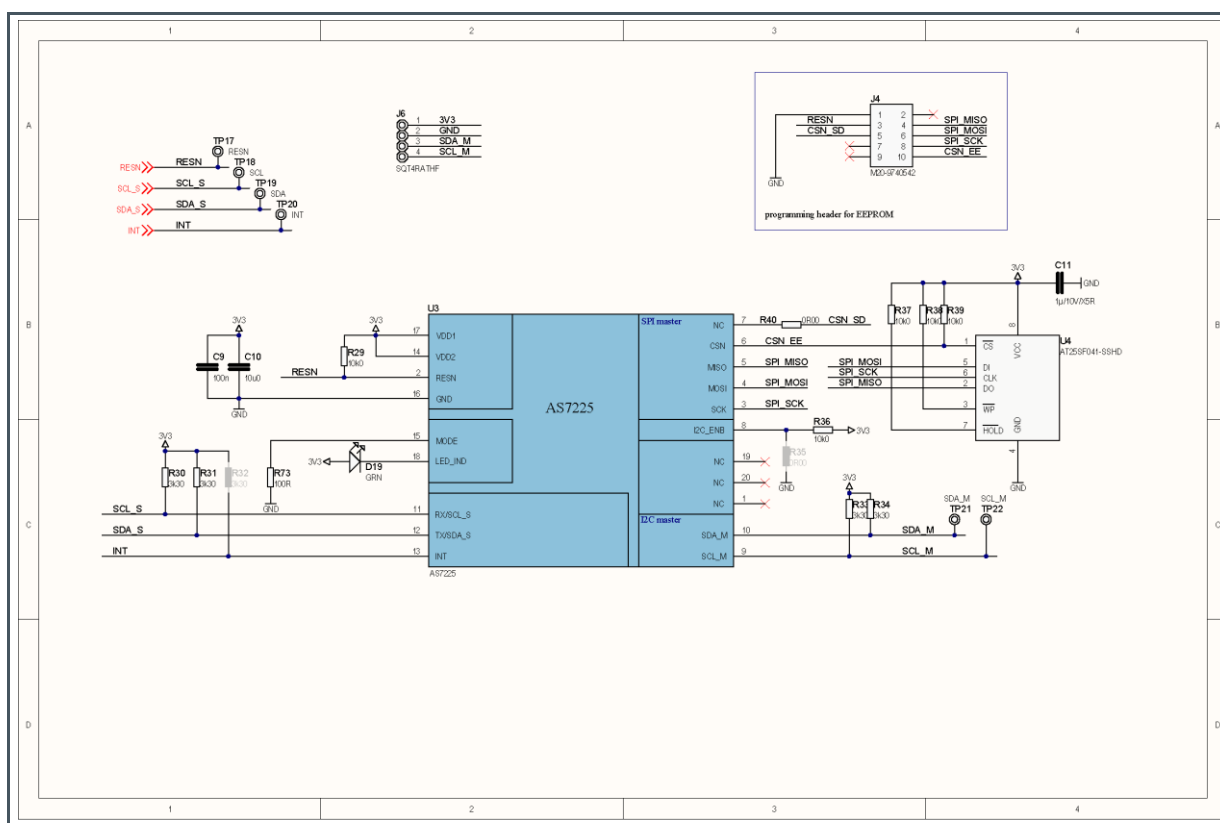 1 2 3 4
A A
J6
1 3V3
2 GND
3 SDA_M
4 SCL_M
SQT4RATHF
J4
1 2
RESN 3 4 SPI_MISO
CSN_SD 5 6 SPI_MOSI
7 8 SPI_SCK
9 10 CSN_EE
M20-9740542
GND
programming header for EEPROM
TP17
RESN
RESN RESN
TP18
SCL
SCL_S SCL_S
TP19
SDA
SDA_S SDA_S
TP20
INT
INT INT
B B
3V3
C9
100n
C10
10u0
GND
3V3
R29
10k0
RESN
U3
17 VDD1
14 VDD2
2 RESN
16 GND
15 MODE
18 LED_IND
11 RX/SCL_S
12 TX/SDA_S
13 INT
AS7225
AS7225
SPI master
NC 7
R40 0R00 CSN_SD
CSN 6 CSN_EE
MISO 5 SPI_MISO
MOSI 4 SPI_MOSI
SCK 3 SPI_SCK
I2C_ENB 8
R36
10k0
3V3
R35
0R00
GND
NC 19
NC 20
NC 1
I2C master
SDA_M 10 SDA_M
SCL_M 9 SCL_M
3V3
R33
3k30
R34
3k30
SDA_M
TP21
SCL_M
TP22
3V3
C11
1µ/10V/X5R
GND
R37
10k0
R38
10k0
R39
10k0
U4
AT25SF041-SSHD
8 VCC
1 CS
SPI_MOSI 5 DI
SPI_SCK 6 CLK
SPI_MISO 2 DO
3 WP
7 HOLD
GND 4
GND
C C
3V3
R30
3k30
R31
3k30
R32
3k30
R73
100R
GND
3V3
D19
GRN
SCL_S
SDA_S
INT
D D
1 2 3 4